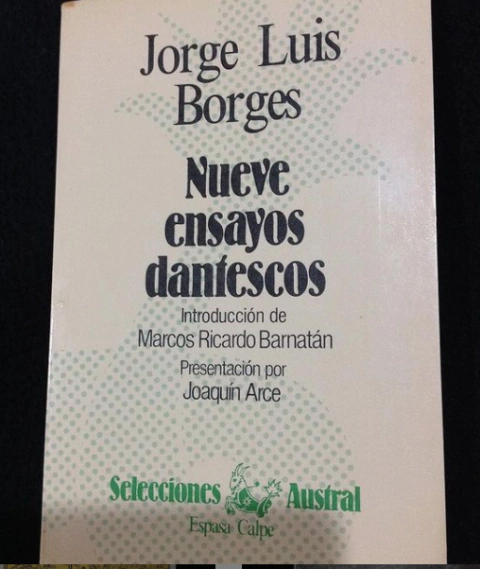 Jorge Luis
Borges
Nueve
ensayos
dantescos
Introducción de
Marcos Ricardo Barnatán
Presentación por
Joaquín Arce
Selecciones Austral
Espasa Calpe